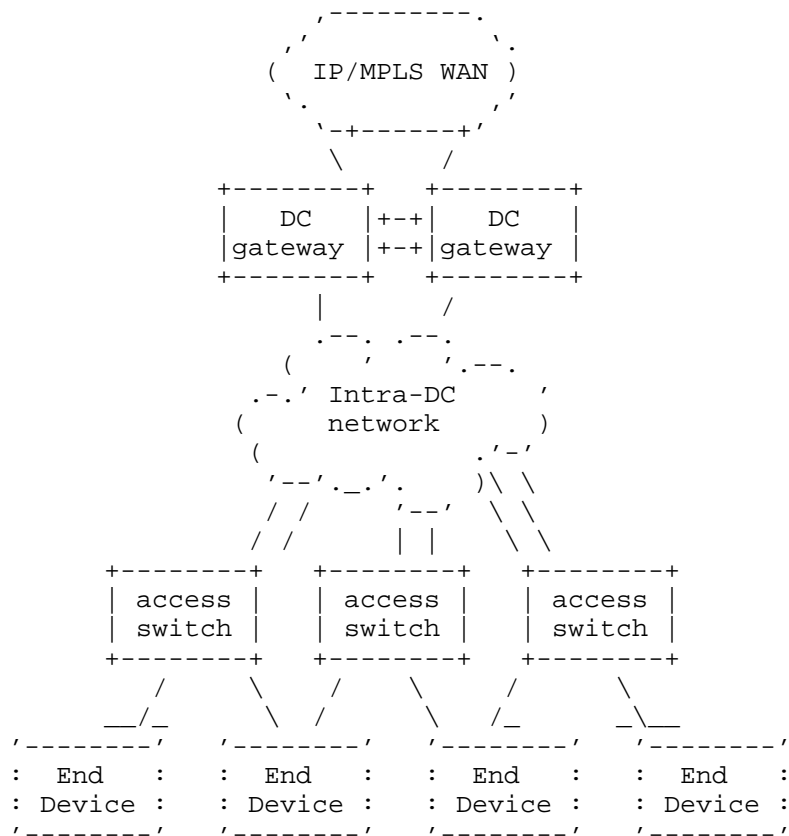 IP/MPLS WAN
DC DC
gateway gateway
Intra-DC
network
access access access
switch switch switch
End End End End
Device Device Device Device